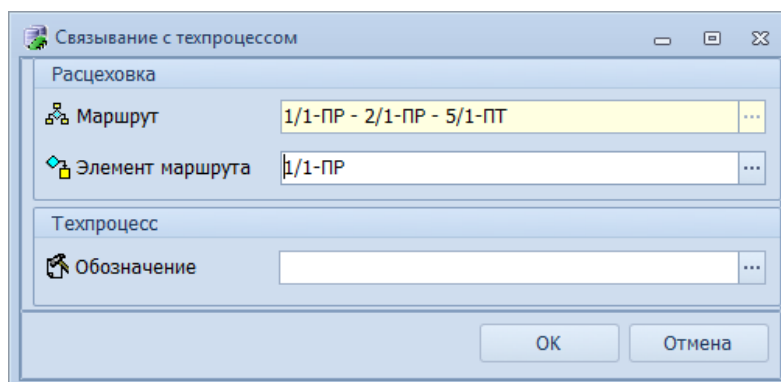 Связывание с техпроцессом
Расцеховка
Маршрут 1/1-ПР - 2/1-ПР - 5/1-ПТ ...
Элемент маршрута 1/1-ПР ...
Техпроцесс
Обозначение ...
ОК Отмена